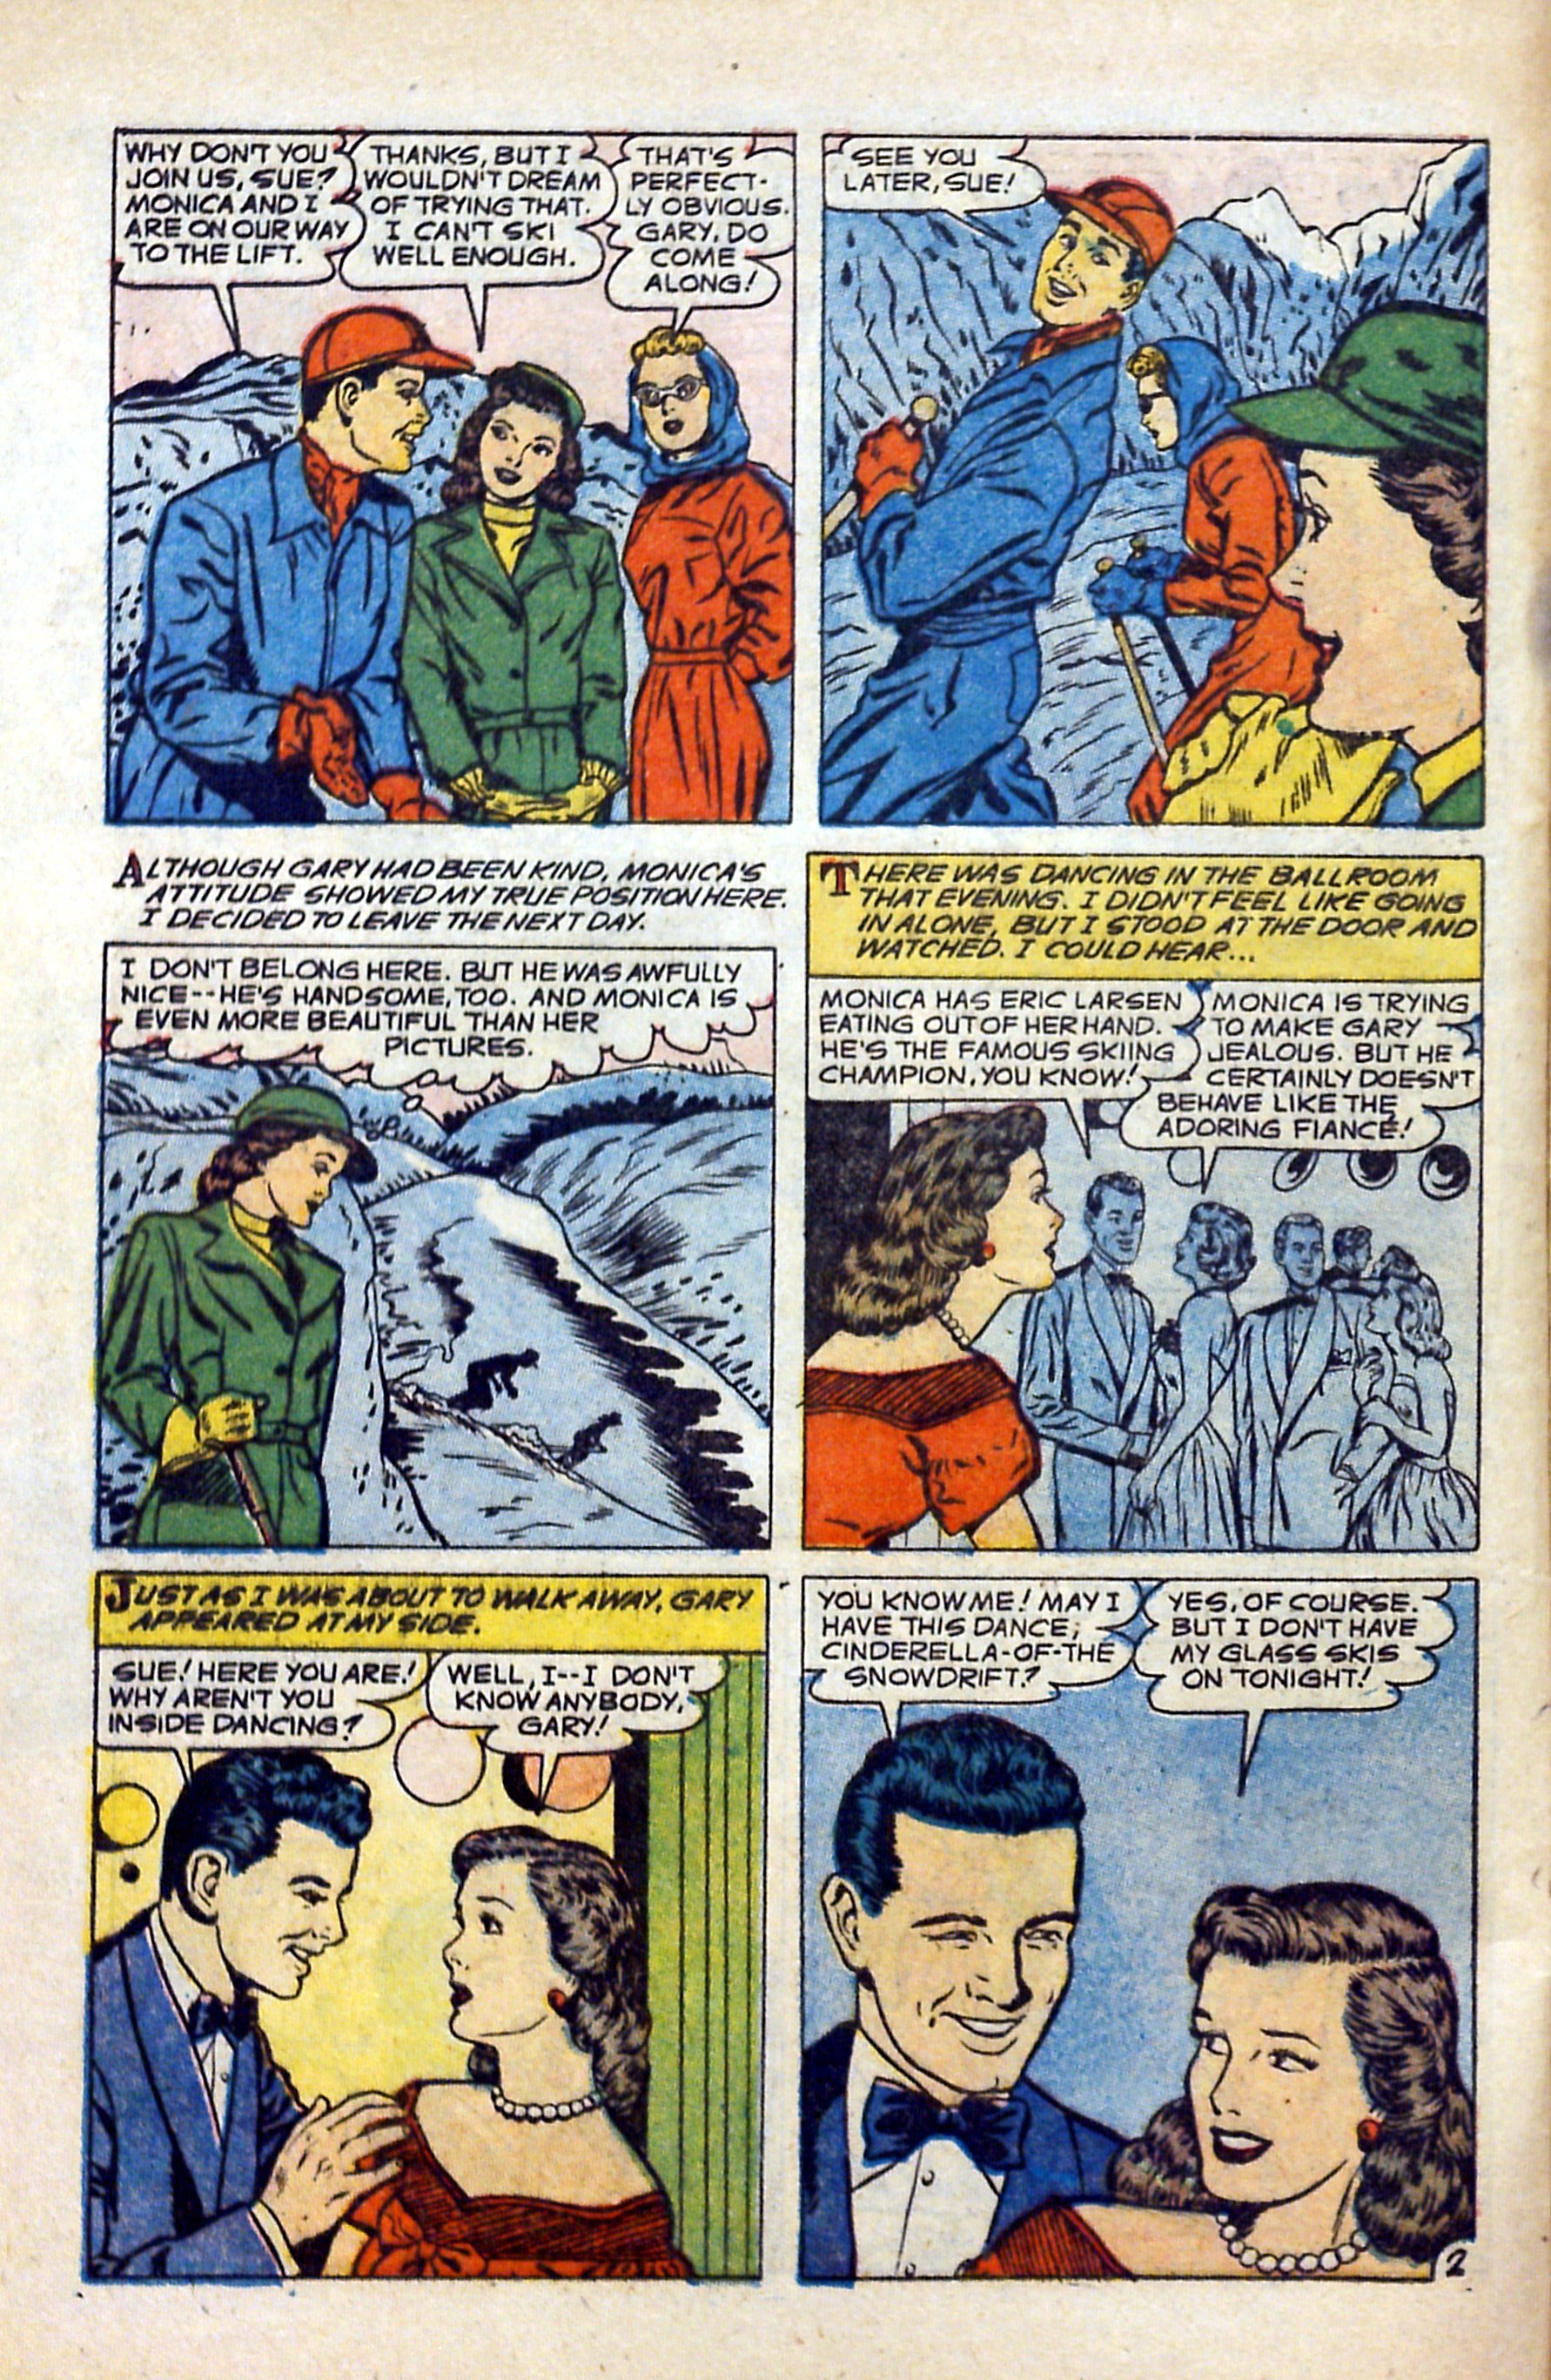 WHY DON'T YOU
JOIN US, SUE?
MONICA AND I
ARE ON OUR WAY
TO THE LIFT.
THANKS, BUT I
WOULDN'T DREAM
OF TRYING THAT.
I CAN'T SKI
WELL ENOUGH.
THAT'S
PERFECT-
LY OBVIOUS.
GARY, DO
COME
ALONG!
SEE YOU
LATER, SUE!
ALTHOUGH GARY HAD BEEN KIND, MONICA'S
ATTITUDE SHOWED MY TRUE POSITION HERE.
I DECIDED TO LEAVE THE NEXT DAY.
I DON'T BELONG HERE. BUT HE WAS AWFULLY
NICE--HE'S HANDSOME, TOO. AND MONICA IS
EVEN MORE BEAUTIFUL THAN HER
PICTURES.
THERE WAS DANCING IN THE BALLROOM
THAT EVENING. I DIDN'T FEEL LIKE GOING
IN ALONE, BUT I STOOD AT THE DOOR AND
WATCHED. I COULD HEAR...
MONICA HAS ERIC LARSEN
EATING OUT OF HER HAND.
HE'S THE FAMOUS SKIING
CHAMPION, YOU KNOW!
MONICA IS TRYING
TO MAKE GARY
JEALOUS. BUT HE
CERTAINLY DOESN'T
BEHAVE LIKE THE
ADORING FIANCÉ!
JUST AS I WAS ABOUT TO WALK AWAY, GARY
APPEARED AT MY SIDE.
SUE! HERE YOU ARE!
WHY AREN'T YOU
INSIDE DANCING?
WELL, I--I DON'T
KNOW ANYBODY,
GARY!
YOU KNOW ME! MAY I
HAVE THIS DANCE,
CINDERELLA-OF-THE
SNOWDRIFT?
YES, OF COURSE.
BUT I DON'T HAVE
MY GLASS SKIS
ON TONIGHT!
2